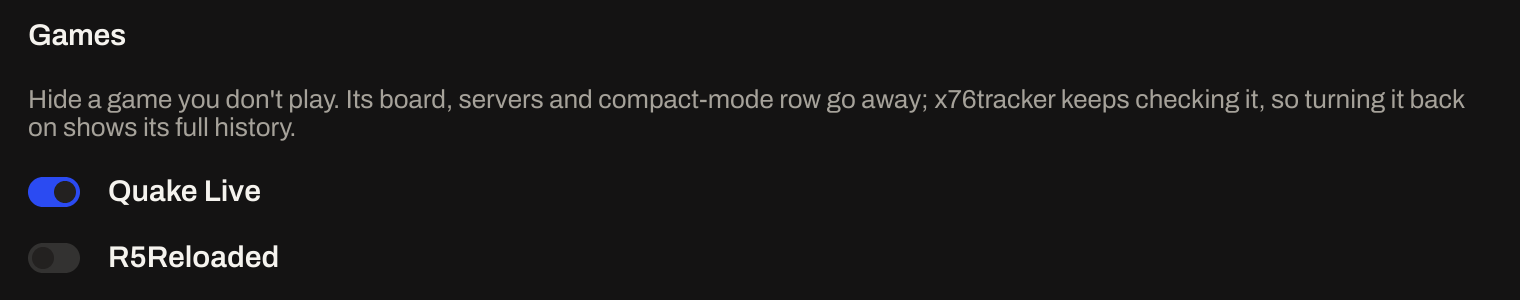 Games
Hide a game you don't play. Its board, servers and compact-mode row go away; x76tracker keeps checking it, so turning it back
on shows its full history.
Quake Live
R5Reloaded